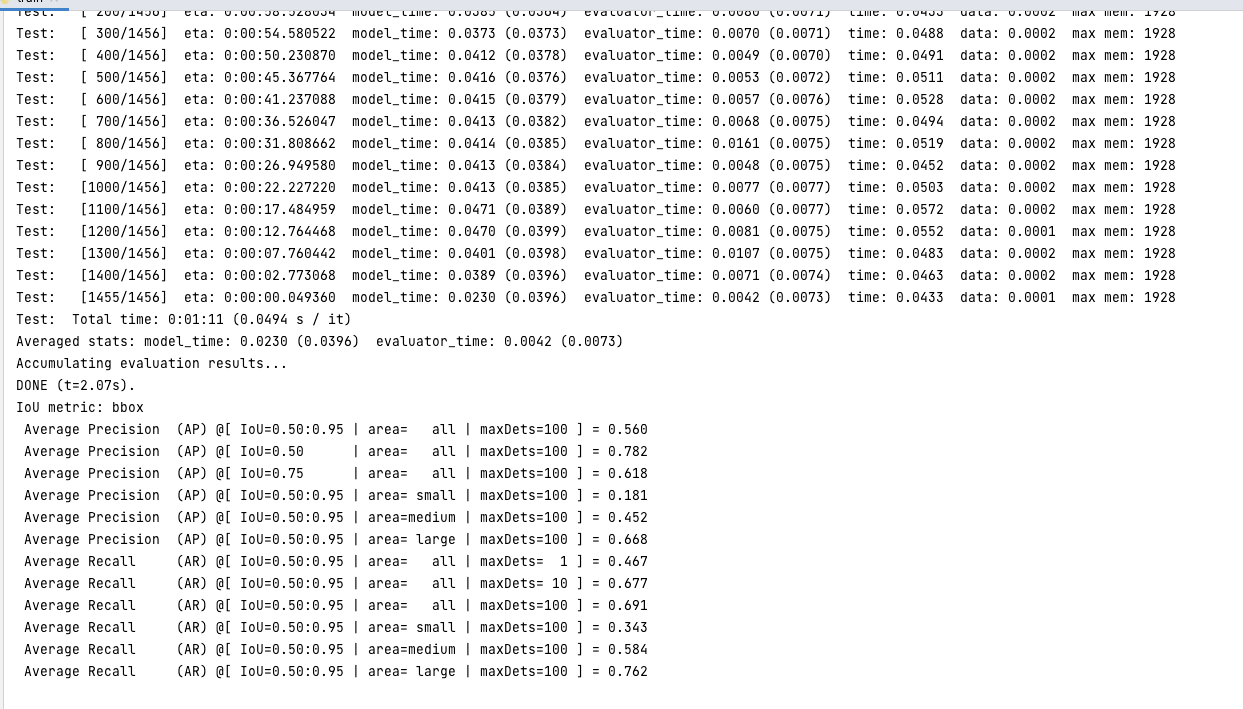 train
Test:   [ 200/1456]  eta: 0:00:58.528034  model_time: 0.0385 (0.0364)  evaluator_time: 0.0080 (0.0071)  time: 0.0433  data: 0.0002  max mem: 1928
Test:   [ 300/1456]  eta: 0:00:54.580522  model_time: 0.0373 (0.0373)  evaluator_time: 0.0070 (0.0071)  time: 0.0488  data: 0.0002  max mem: 1928
Test:   [ 400/1456]  eta: 0:00:50.230870  model_time: 0.0412 (0.0378)  evaluator_time: 0.0049 (0.0070)  time: 0.0491  data: 0.0002  max mem: 1928
Test:   [ 500/1456]  eta: 0:00:45.367764  model_time: 0.0416 (0.0376)  evaluator_time: 0.0053 (0.0072)  time: 0.0511  data: 0.0002  max mem: 1928
Test:   [ 600/1456]  eta: 0:00:41.237088  model_time: 0.0415 (0.0379)  evaluator_time: 0.0057 (0.0076)  time: 0.0528  data: 0.0002  max mem: 1928
Test:   [ 700/1456]  eta: 0:00:36.526047  model_time: 0.0413 (0.0382)  evaluator_time: 0.0068 (0.0075)  time: 0.0494  data: 0.0002  max mem: 1928
Test:   [ 800/1456]  eta: 0:00:31.808662  model_time: 0.0414 (0.0385)  evaluator_time: 0.0161 (0.0075)  time: 0.0519  data: 0.0002  max mem: 1928
Test:   [ 900/1456]  eta: 0:00:26.949580  model_time: 0.0413 (0.0384)  evaluator_time: 0.0048 (0.0075)  time: 0.0452  data: 0.0002  max mem: 1928
Test:   [1000/1456]  eta: 0:00:22.227220  model_time: 0.0413 (0.0385)  evaluator_time: 0.0077 (0.0077)  time: 0.0503  data: 0.0002  max mem: 1928
Test:   [1100/1456]  eta: 0:00:17.484959  model_time: 0.0471 (0.0389)  evaluator_time: 0.0060 (0.0077)  time: 0.0572  data: 0.0002  max mem: 1928
Test:   [1200/1456]  eta: 0:00:12.764468  model_time: 0.0470 (0.0399)  evaluator_time: 0.0081 (0.0075)  time: 0.0552  data: 0.0001  max mem: 1928
Test:   [1300/1456]  eta: 0:00:07.760442  model_time: 0.0401 (0.0398)  evaluator_time: 0.0107 (0.0075)  time: 0.0483  data: 0.0002  max mem: 1928
Test:   [1400/1456]  eta: 0:00:02.773068  model_time: 0.0389 (0.0396)  evaluator_time: 0.0071 (0.0074)  time: 0.0463  data: 0.0002  max mem: 1928
Test:   [1455/1456]  eta: 0:00:00.049360  model_time: 0.0230 (0.0396)  evaluator_time: 0.0042 (0.0073)  time: 0.0433  data: 0.0001  max mem: 1928
Test:  Total time: 0:01:11 (0.0494 s / it)
Averaged stats: model_time: 0.0230 (0.0396)  evaluator_time: 0.0042 (0.0073)
Accumulating evaluation results...
DONE (t=2.07s).
IoU metric: bbox
 Average Precision  (AP) @[ IoU=0.50:0.95 | area=   all | maxDets=100 ] = 0.560
 Average Precision  (AP) @[ IoU=0.50      | area=   all | maxDets=100 ] = 0.782
 Average Precision  (AP) @[ IoU=0.75      | area=   all | maxDets=100 ] = 0.618
 Average Precision  (AP) @[ IoU=0.50:0.95 | area= small | maxDets=100 ] = 0.181
 Average Precision  (AP) @[ IoU=0.50:0.95 | area=medium | maxDets=100 ] = 0.452
 Average Precision  (AP) @[ IoU=0.50:0.95 | area= large | maxDets=100 ] = 0.668
 Average Recall     (AR) @[ IoU=0.50:0.95 | area=   all | maxDets=  1 ] = 0.467
 Average Recall     (AR) @[ IoU=0.50:0.95 | area=   all | maxDets= 10 ] = 0.677
 Average Recall     (AR) @[ IoU=0.50:0.95 | area=   all | maxDets=100 ] = 0.691
 Average Recall     (AR) @[ IoU=0.50:0.95 | area= small | maxDets=100 ] = 0.343
 Average Recall     (AR) @[ IoU=0.50:0.95 | area=medium | maxDets=100 ] = 0.584
 Average Recall     (AR) @[ IoU=0.50:0.95 | area= large | maxDets=100 ] = 0.762